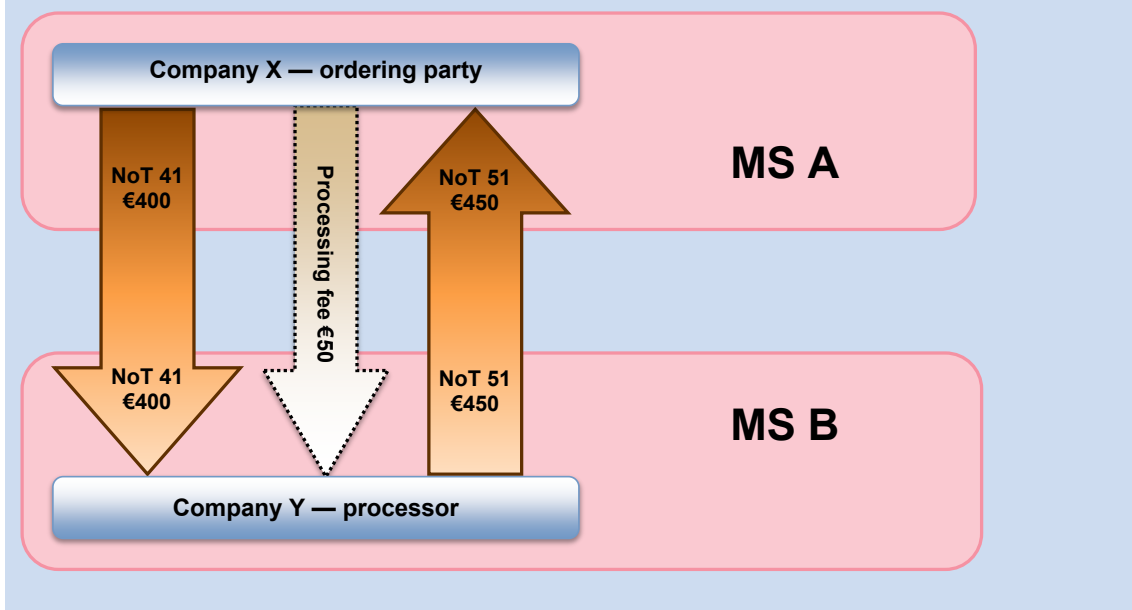 Company X — ordering party
NoT 41
€400
Processing fee €50
NoT 51
€450
MS A
NoT 41
€400
NoT 51
€450
MS B
Company Y — processor